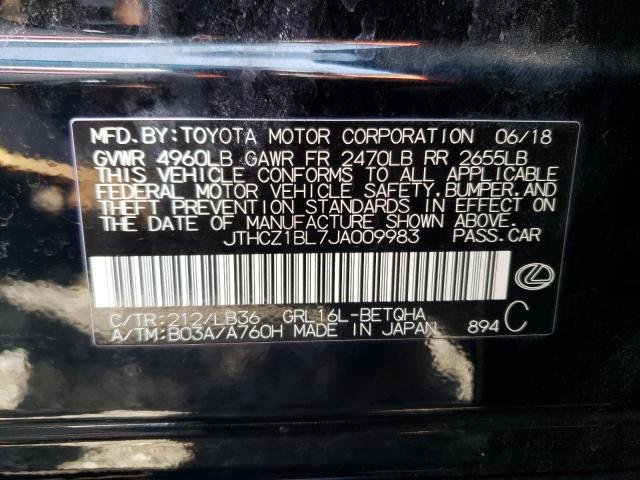 MFD.BY:TOYOTA MOTOR CORPORATION 06/18
GVWR 4960LB GAWR FR 2470LB RR 2655LB
THIS VEHICLE CONFORMS TO ALL APPLICABLE
FEDERAL MOTOR VEHICLE SAFETY,BUMPER,AND
THEFT PREVENTION STANDARDS IN EFFECT ON
THE DATE OF MANUFACTURE SHOWN ABOVE.
JTHCZ1BL7JA009983 PASS.CAR
C/TR:212/LB36 GRL16L-BETQHA
A/TM:B03A/A760H MADE IN JAPAN 894 C